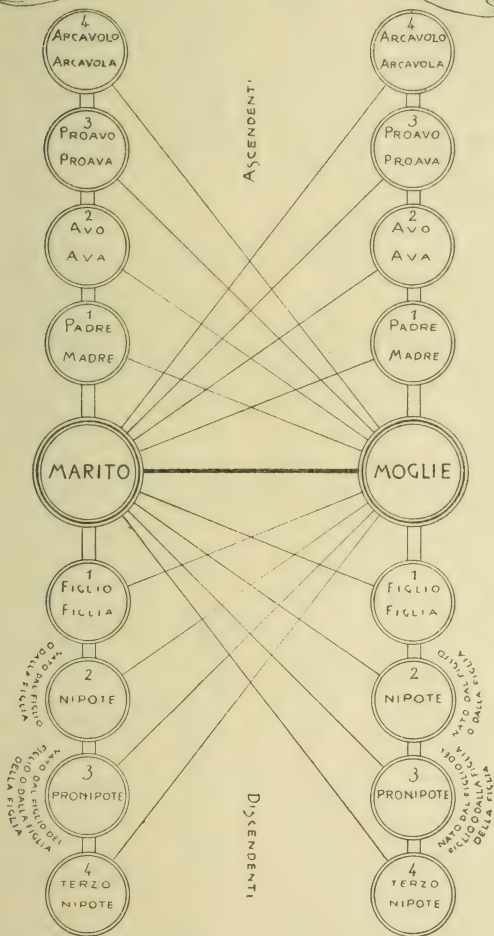 4
ARCAVOLO
ARCAVOLA
3
PROAVO
PROAVA
2
AVO
AVA
1
PADRE
MADRE
MARITO
1
FIGLIO
FIGLIA
2
NIPOTE
NATO DAL FIGLIO
O DALLA FIGLIA
3
PRONIPOTE
NATO DAL FIGLIO DEL
FIGLIO O DALLA FIGLIA
DELLA FIGLIA
4
TERZO
NIPOTE
ASCENDENTI
DISCENDENTI
4
ARCAVOLO
ARCAVOLA
3
PROAVO
PROAVA
2
AVO
AVA
1
PADRE
MADRE
MOGLIE
1
FIGLIO
FIGLIA
2
NIPOTE
NATO DAL FIGLIO
O DALLA FIGLIA
3
PRONIPOTE
NATO DAL FIGLIO DEL
FIGLIO O DALLA FIGLIA
DELLA FIGLIA
4
TERZO
NIPOTE